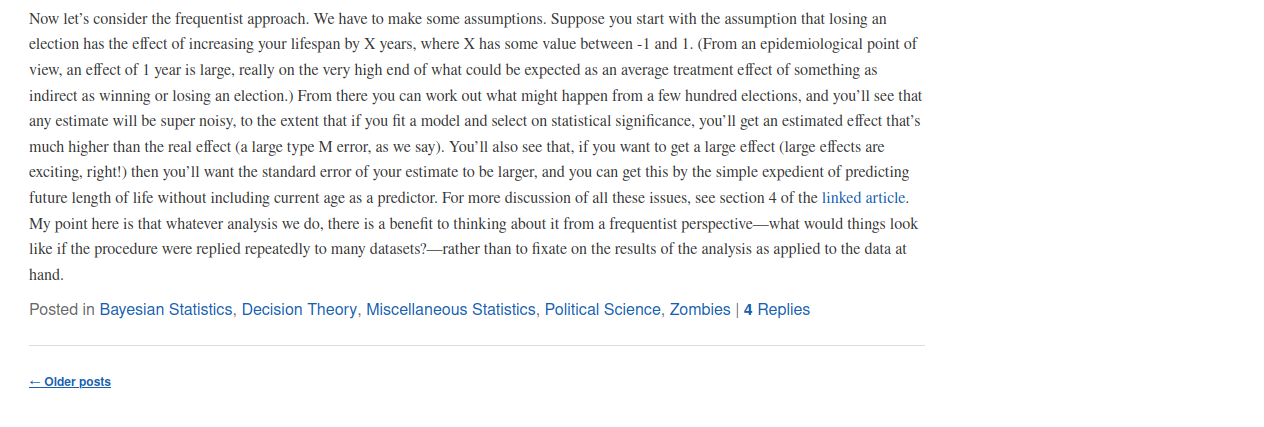 Now let’s consider the frequentist approach. We have to make some assumptions. Suppose you start with the assumption that losing an
election has the effect of increasing your lifespan by X years, where X has some value between -1 and 1. (From an epidemiological point of
view, an effect of 1 year is large, really on the very high end of what could be expected as an average treatment effect of something as
indirect as winning or losing an election.) From there you can work out what might happen from a few hundred elections, and you’ll see that
any estimate will be super noisy, to the extent that if you fit a model and select on statistical significance, you’ll get an estimated effect that’s
much higher than the real effect (a large type M error, as we say). You’ll also see that, if you want to get a large effect (large effects are
exciting, right!) then you’ll want the standard error of your estimate to be larger, and you can get this by the simple expedient of predicting
future length of life without including current age as a predictor. For more discussion of all these issues, see section 4 of the linked article.
My point here is that whatever analysis we do, there is a benefit to thinking about it from a frequentist perspective—what would things look
like if the procedure were replied repeatedly to many datasets?—rather than to fixate on the results of the analysis as applied to the data at
hand.
Posted in Bayesian Statistics, Decision Theory, Miscellaneous Statistics, Political Science, Zombies | 4 Replies
← Older posts